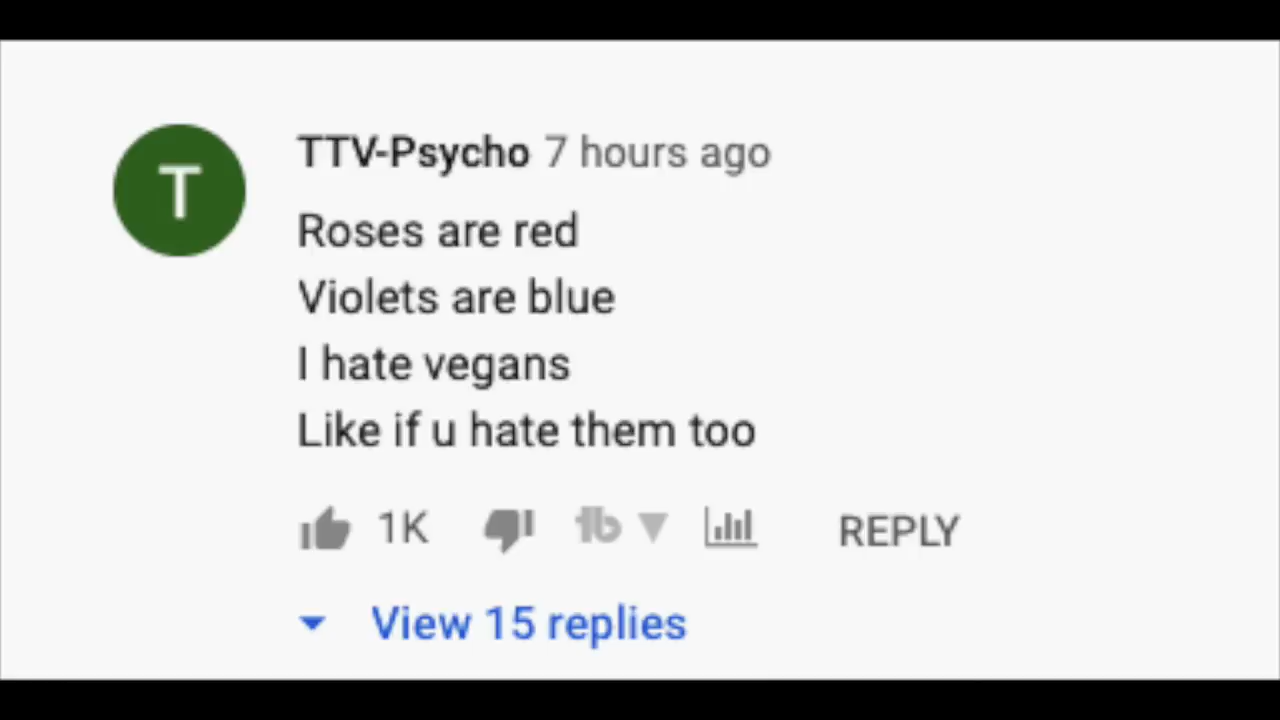 T
TTV-Psycho 7 hours ago
Roses are red
Violets are blue
I hate vegans
Like if u hate them too
1K tb REPLY
View 15 replies